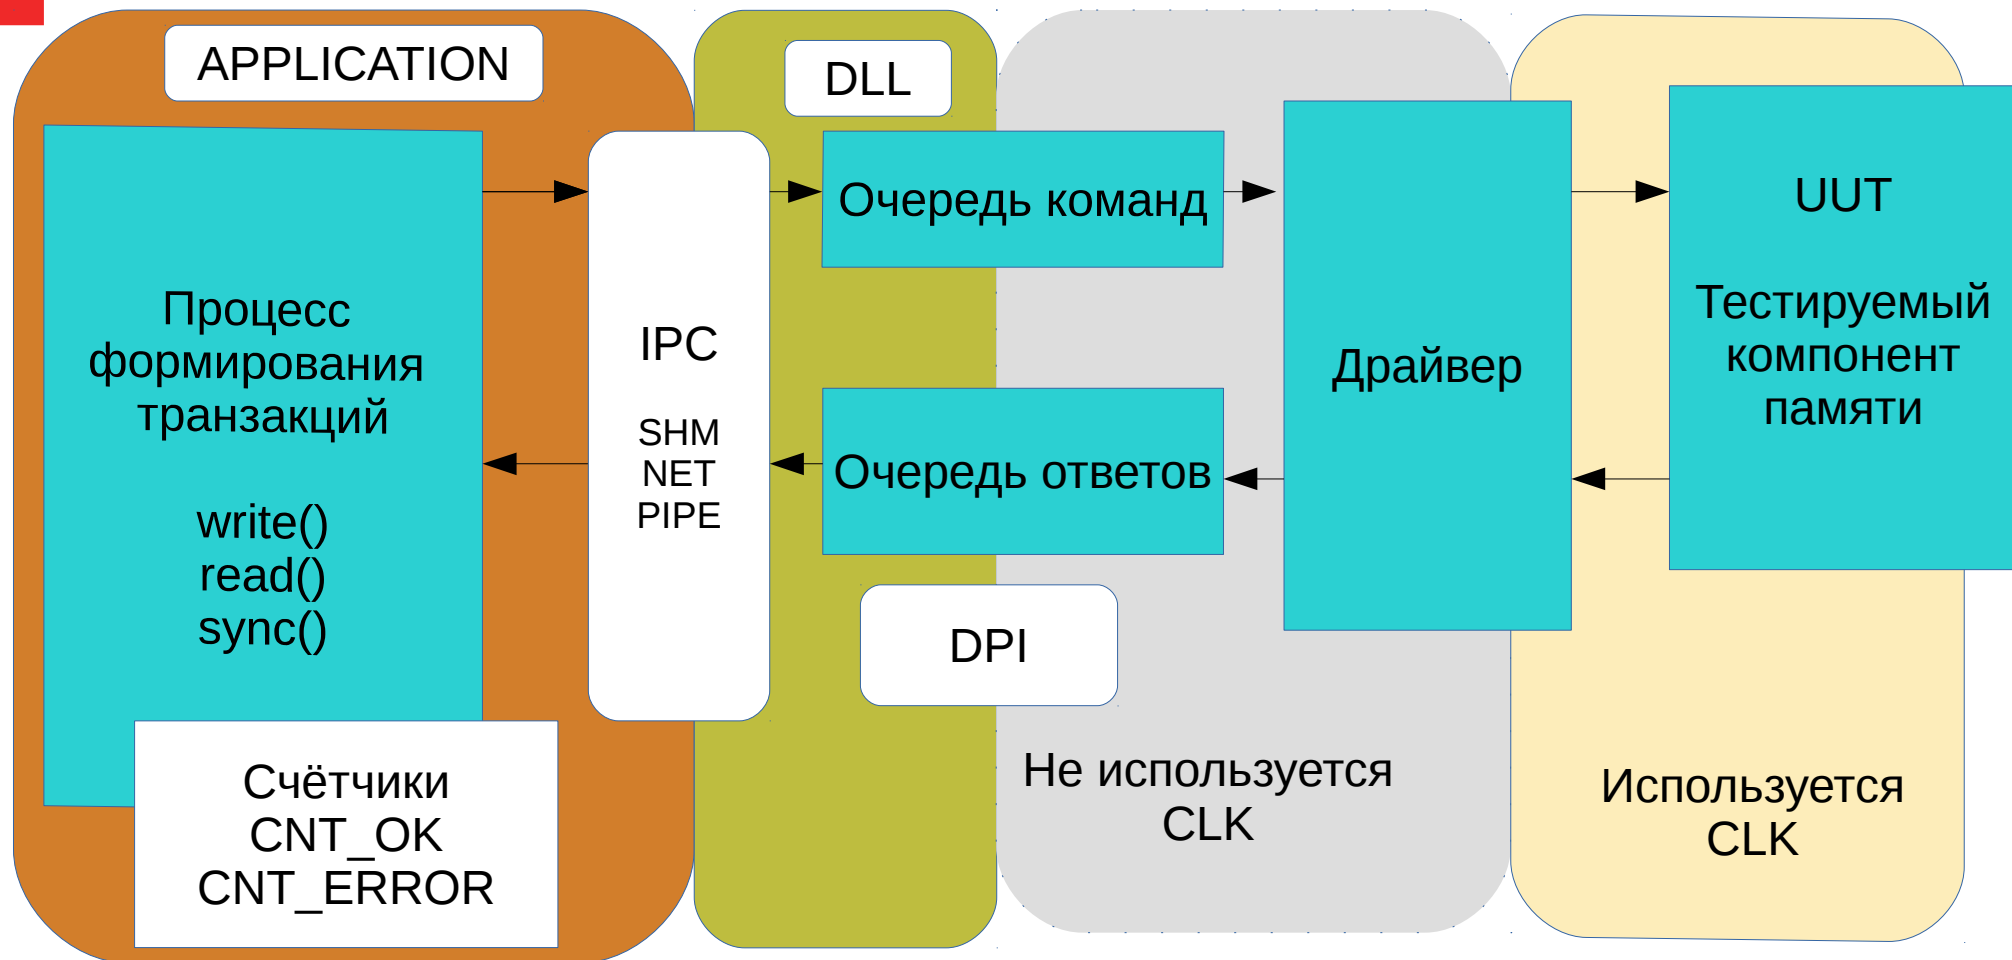 APPLICATION
DLL
Процесс
формирования
транзакций
write()
read()
sync()
Счётчики
CNT_OK
CNT_ERROR
IPC
SHM
NET
PIPE
Очередь команд
Очередь ответов
DPI
Драйвер
Не используется
CLK
UUT
Тестируемый
компонент
памяти
Используется
CLK